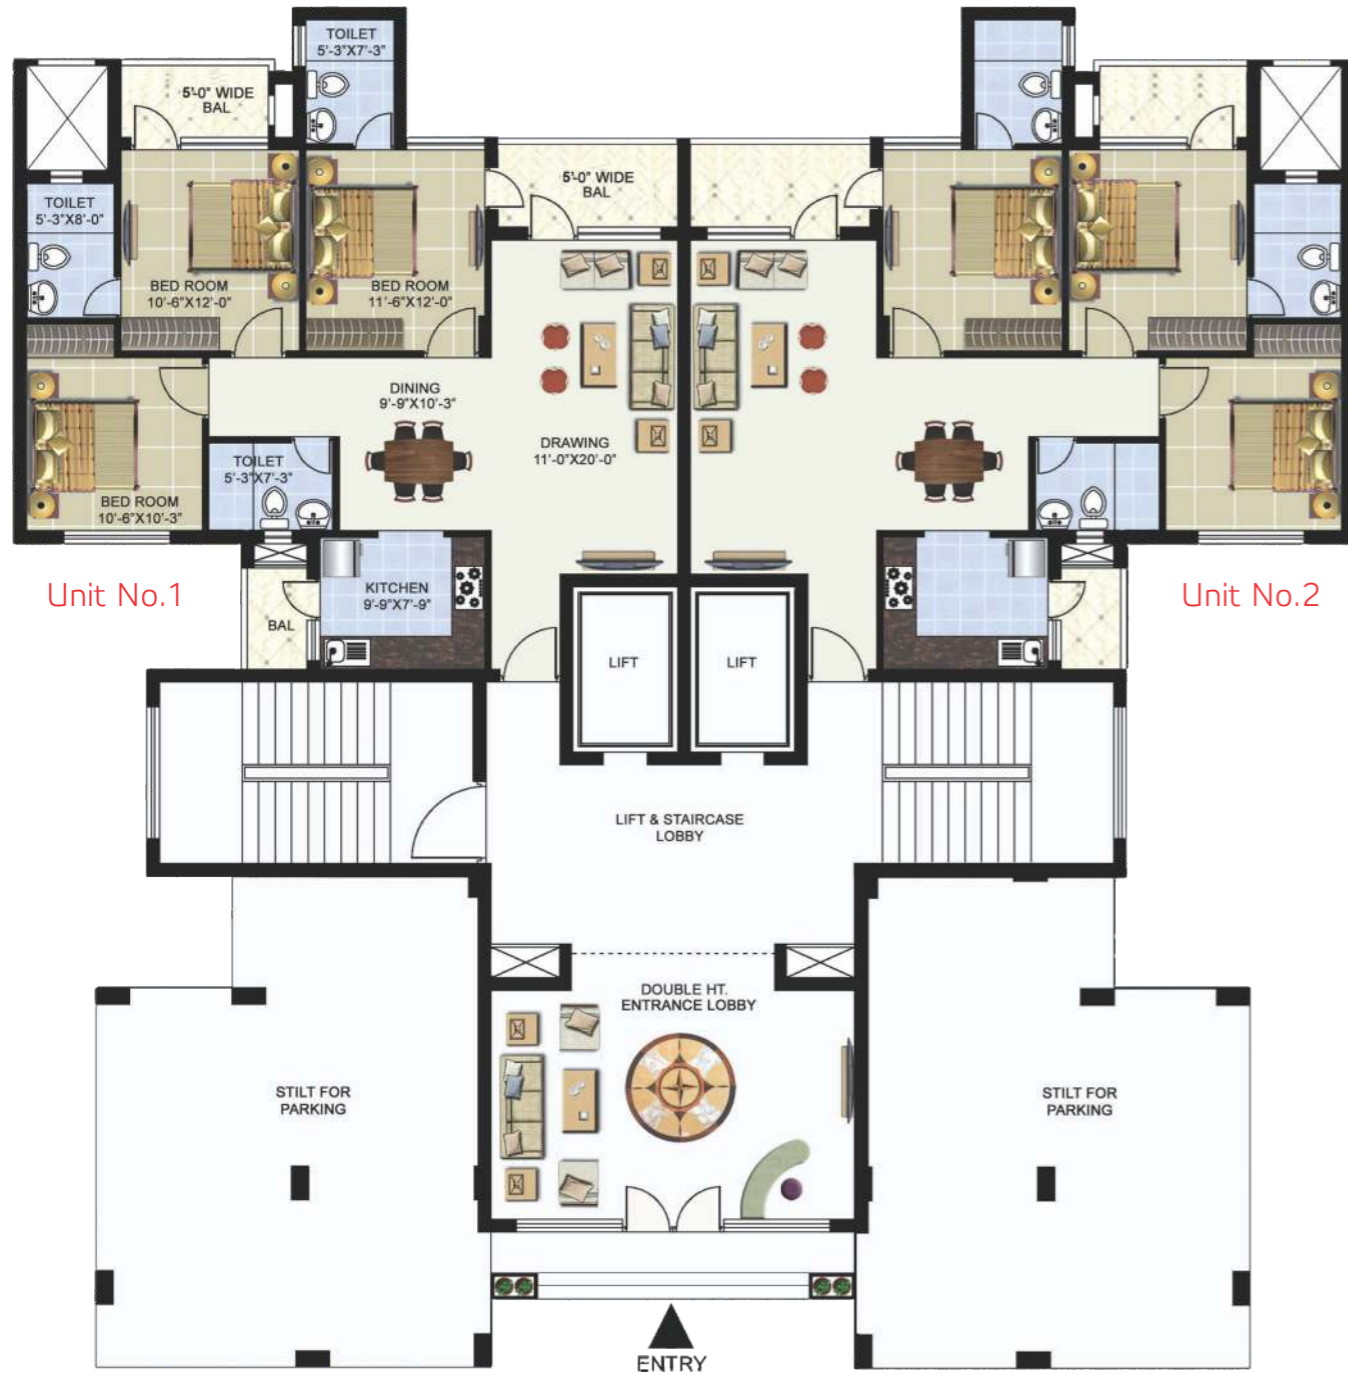 TOILET
5'-3"X7'-3"
5'-0" WIDE
BAL
5'-0" WIDE
BAL
TOILET
5'-3"X8'-0"
BED ROOM
10'-6"X12'-0"
BED ROOM
11'-6"X12'-0"
DINING
9'-9"X10'-3"
DRAWING
11'-0"X20'-0"
TOILET
5'-3"X7'-3"
BED ROOM
10'-6"X10'-3"
Unit No.1
KITCHEN
9'-9"X7'-9"
Unit No.2
BAL
LIFT
LIFT
LIFT & STAIRCASE
LOBBY
DOUBLE HT.
ENTRANCE LOBBY
STILT FOR
PARKING
STILT FOR
PARKING
ENTRY